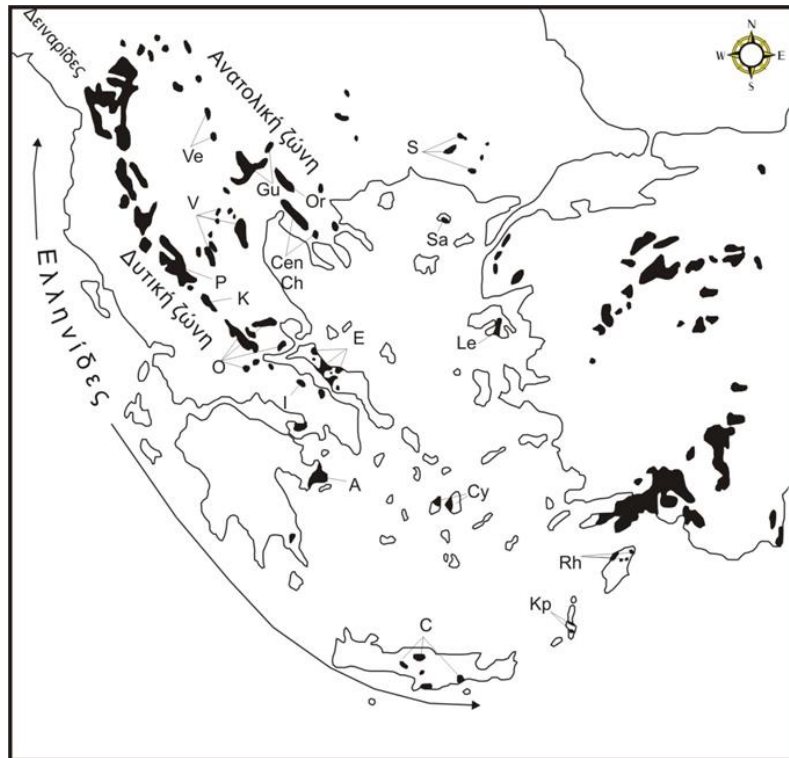 Δειναρίδες
Ανατολική ζώνη
N
W E
S
Ve
S
Gu
Or
V
Sa
Cen
Ch
Δυτική ζώνη
P
K
Ελληνίδες
E
Le
O
I
A
Cy
Rh
Kp
C